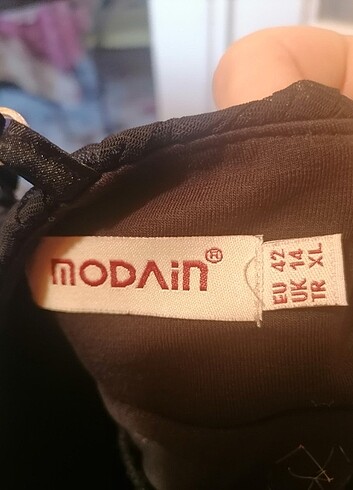 mODAiN®
EU 42
UK 14
TR XL